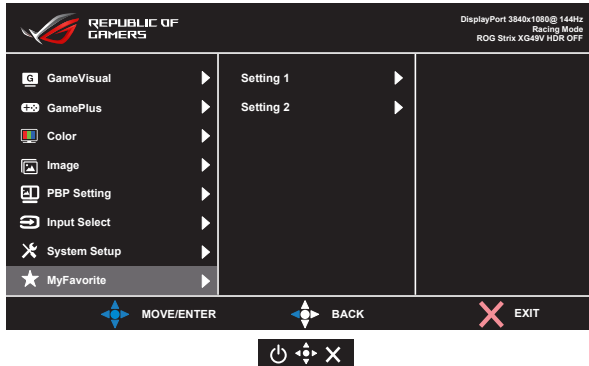 REPUBLIC OF
GAMERS
DisplayPort 3840x1080@ 144Hz
Racing Mode
ROG Strix XG49V HDR OFF
G GameVisual
GamePlus
Color
Image
PBP Setting
Input Select
System Setup
MyFavorite
Setting 1
Setting 2
MOVE/ENTER
BACK
EXIT